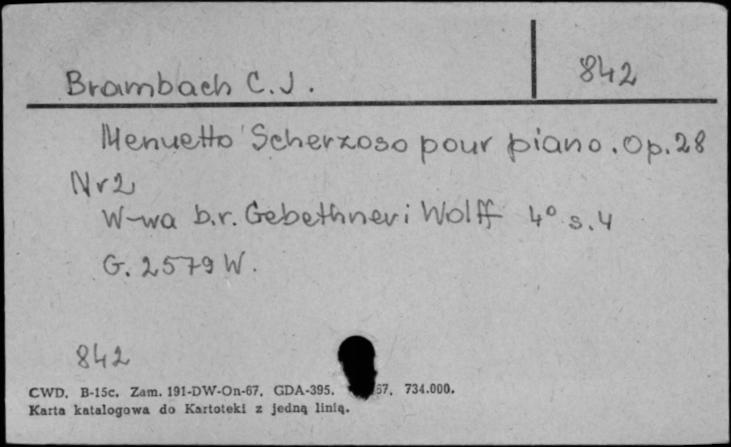 Brambach C.J.
842
Menuetto Scherzoso pour piano. Op. 28
Nr 2
W-wa b.r. Gebethner i Wolff 4° s. 4
G. 2579 W.
842
CWD. B-15c. Zam. 191-DW-On-67. GDA-395. 67. 734.000.
Karta katalogowa do Kartoteki z jedną linią.